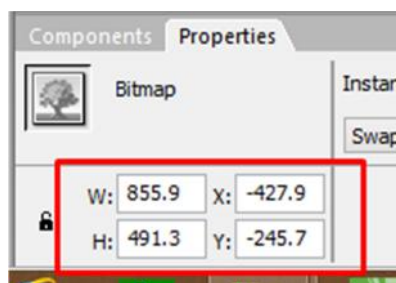 Components Properties
Bitmap
Instan
Swap
W: 855.9 X: -427.9
H: 491.3 Y: -245.7